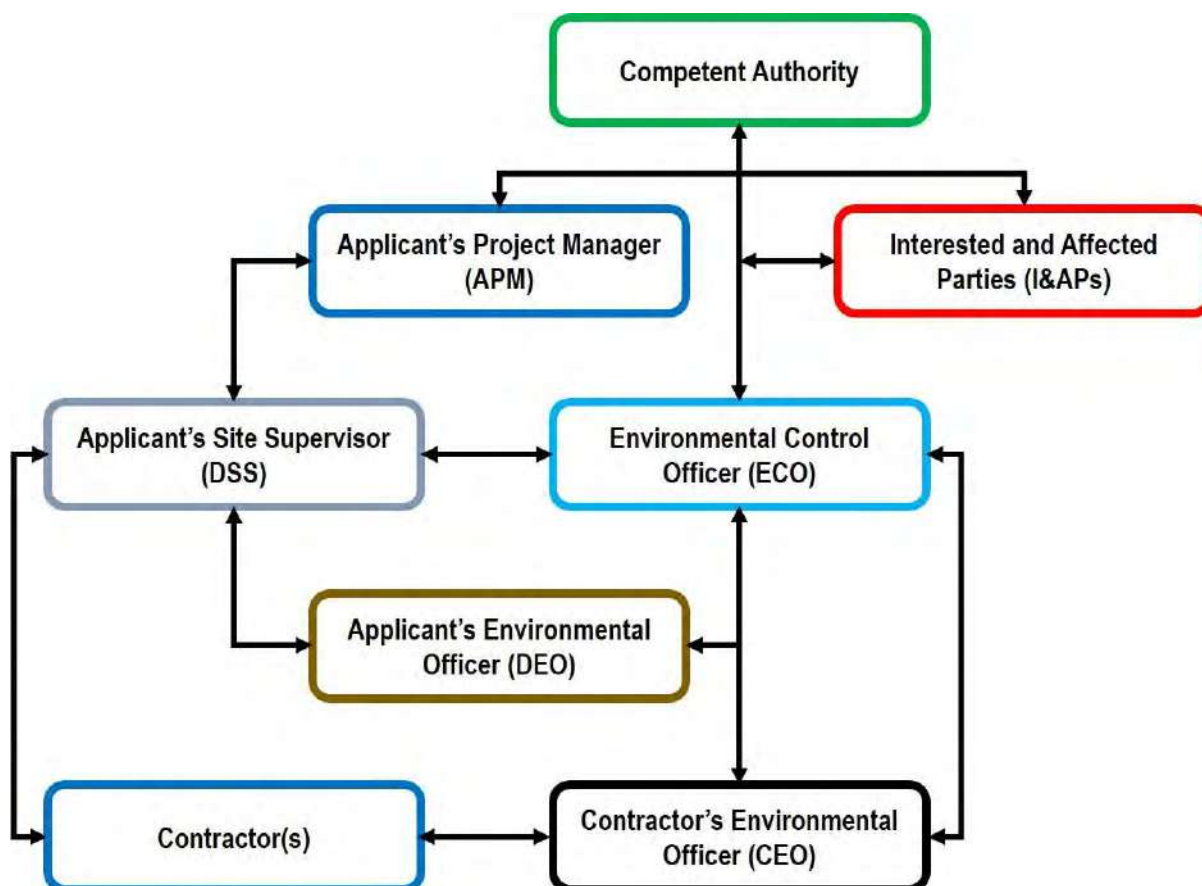 Competent Authority
Applicant's Project Manager
(APM)
Interested and Affected
Parties (I&APs)
Applicant's Site Supervisor
(DSS)
Environmental Control
Officer (ECO)
Applicant's Environmental
Officer (DEO)
Contractor(s)
Contractor's Environmental
Officer (CEO)